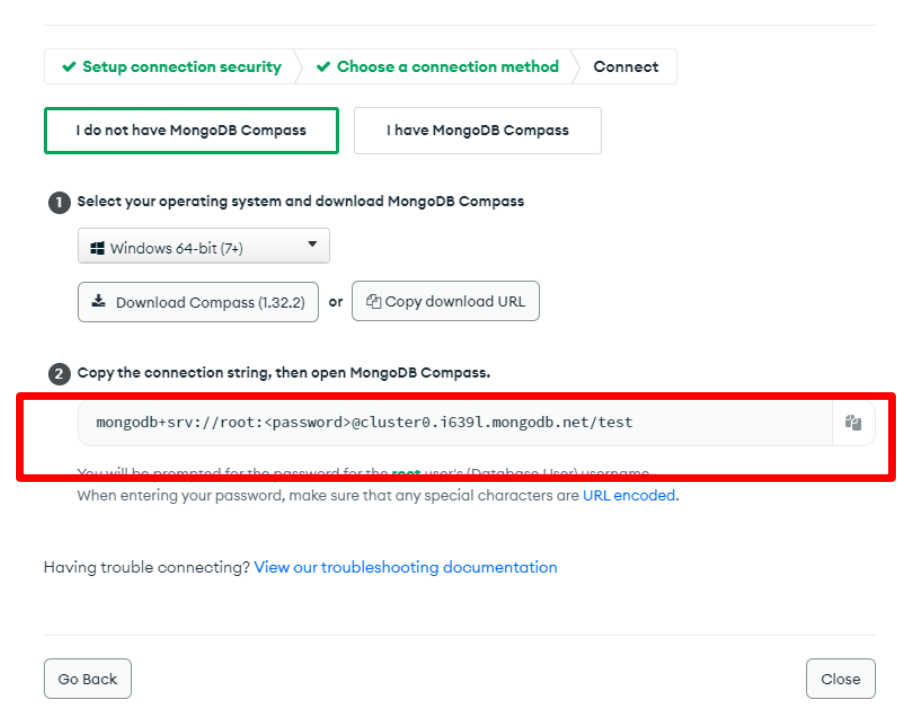 Setup connection security Choose a connection method Connect
I do not have MongoDB Compass I have MongoDB Compass
1 Select your operating system and download MongoDB Compass
Windows 64-bit (7+)
Download Compass (1.32.2) or Copy download URL
2 Copy the connection string, then open MongoDB Compass.
mongodb+srv://root:<password>@cluster0.i639l.mongodb.net/test
You will be prompted for the password for the root user's (Database User) username.
When entering your password, make sure that any special characters are URL encoded.
Having trouble connecting? View our troubleshooting documentation
Go Back Close